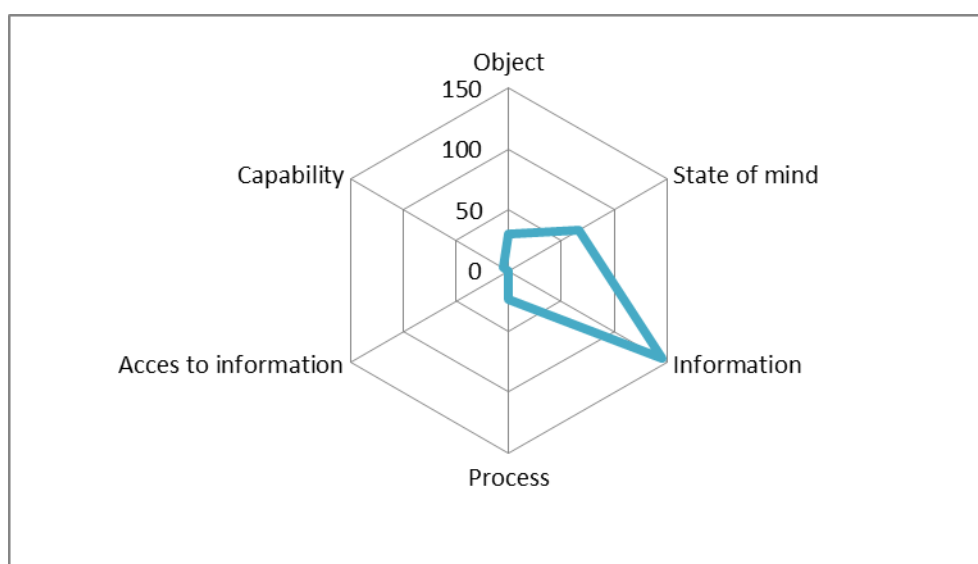 Object
150
Capability
100
State of mind
50
0
Acces to information
Information
Process